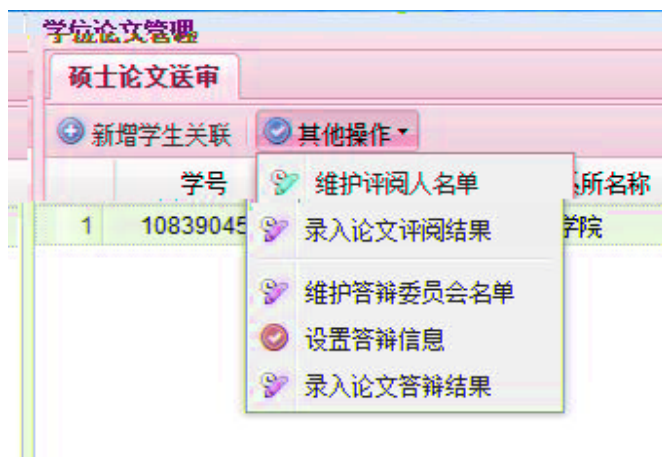 学位论文管理
硕士论文送审
新增学生关联 其他操作
学号 所名称
1 10839045 学院
维护评阅人名单
录入论文评阅结果
维护答辩委员会名单
设置答辩信息
录入论文答辩结果